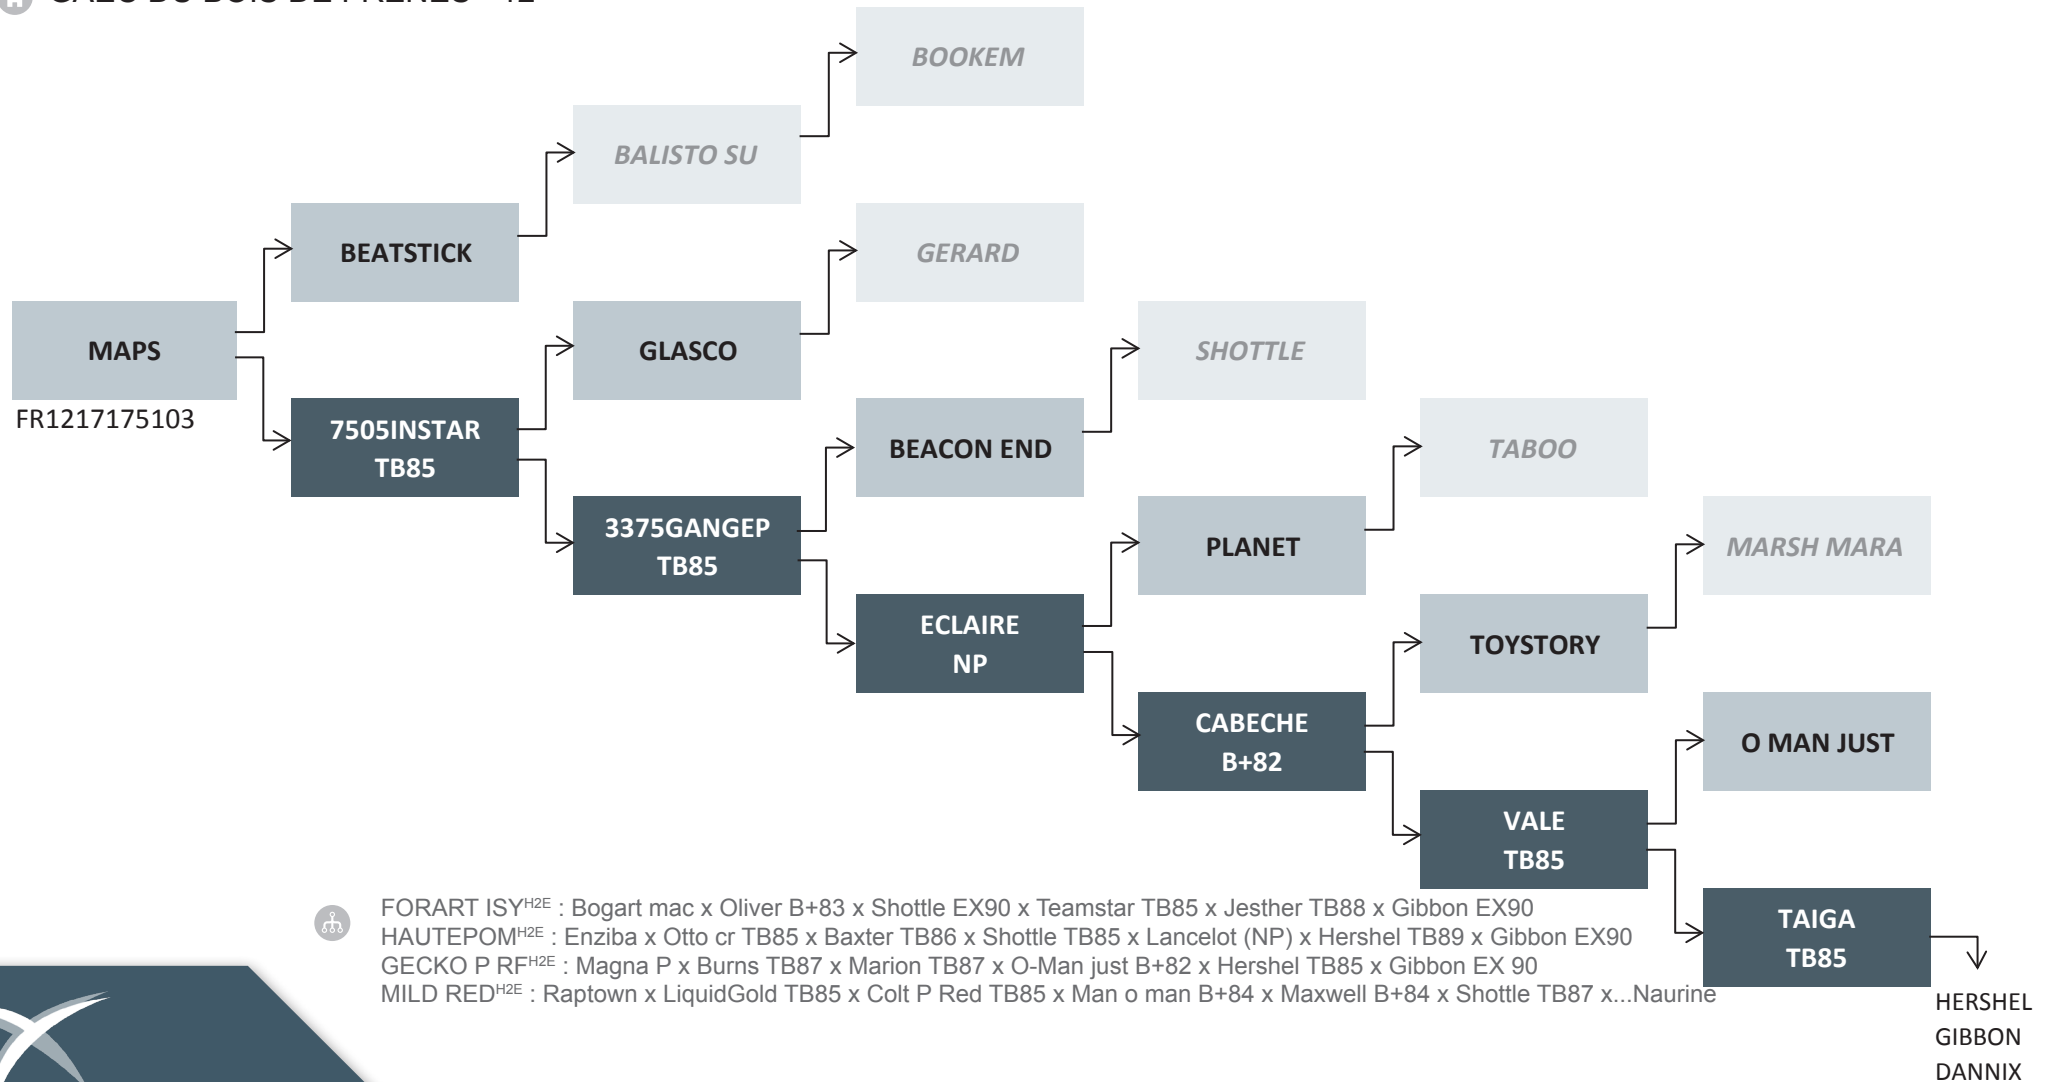 BOOKEM
BALISTO SU
BEATSTICK
GERARD
MAPS
GLASCO
SHOTTLE
FR1217175103
7505INSTAR
TB85
BEACON END
TABOO
3375GANGEP
TB85
PLANET
MARSH MARA
ECLAIRE
NP
TOYSTORY
CABECHE
B+82
O MAN JUST
VALE
TB85
TAIGA
TB85
FORART ISYH2E : Bogart mac x Oliver B+83 x Shottle EX90 x Teamstar TB85 x Jesther TB88 x Gibbon EX90
HAUTEPOMH2E : Enziba x Otto cr TB85 x Baxter TB86 x Shottle TB85 x Lancelot (NP) x Hershel TB89 x Gibbon EX90
GECKO P RFH2E : Magna P x Burns TB87 x Marion TB87 x O-Man just B+82 x Hershel TB85 x Gibbon EX 90
MILD REDH2E : Raptown x LiquidGold TB85 x Colt P Red TB85 x Man o man B+84 x Maxwell B+84 x Shottle TB87 x...Naurine
HERSHEL
GIBBON
DANNIX